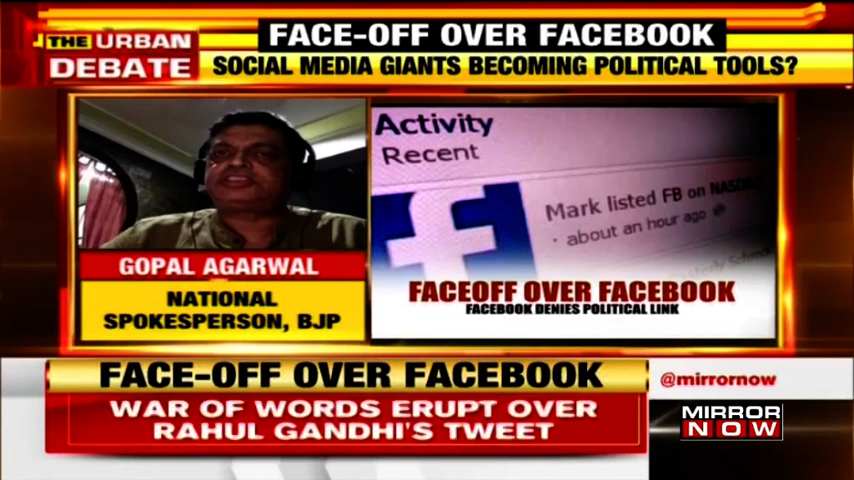 THE URBAN
DEBATE
FACE-OFF OVER FACEBOOK
SOCIAL MEDIA GIANTS BECOMING POLITICAL TOOLS?
GOPAL AGARWAL
NATIONAL
SPOKESPERSON, BJP
Activity
Recent
f
Mark listed FB on NASDAQ
about an hour ago
FACEOFF OVER FACEBOOK
FACEBOOK DENIES POLITICAL LINK
FACE-OFF OVER FACEBOOK
WAR OF WORDS ERUPT OVER
RAHUL GANDHI'S TWEET
@mirrornow
MIRROR
NOW